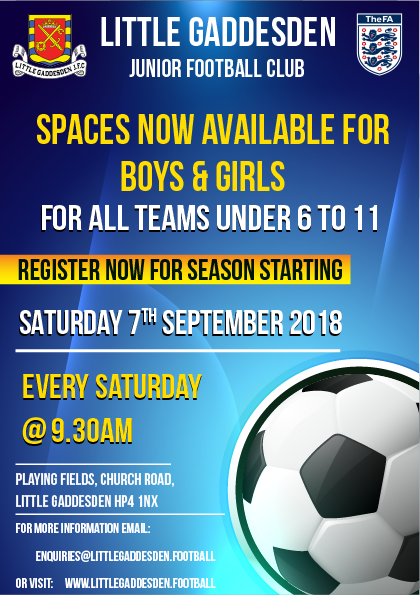 LITTLE GADDESDEN
JUNIOR FOOTBALL CLUB
LITTLE GADDESDEN J.F.C
TheFA
SPACES NOW AVAILABLE FOR
BOYS & GIRLS
FOR ALL TEAMS UNDER 6 TO 11
REGISTER NOW FOR SEASON STARTING
SATURDAY 7TH SEPTEMBER 2018
EVERY SATURDAY
@ 9.30AM
PLAYING FIELDS, CHURCH ROAD,
LITTLE GADDESDEN HP4 1NX
FOR MORE INFORMATION EMAIL:
ENQUIRIES@LITTLEGADDESDEN.FOOTBALL
OR VISIT: WWW.LITTLEGADDESDEN.FOOTBALL